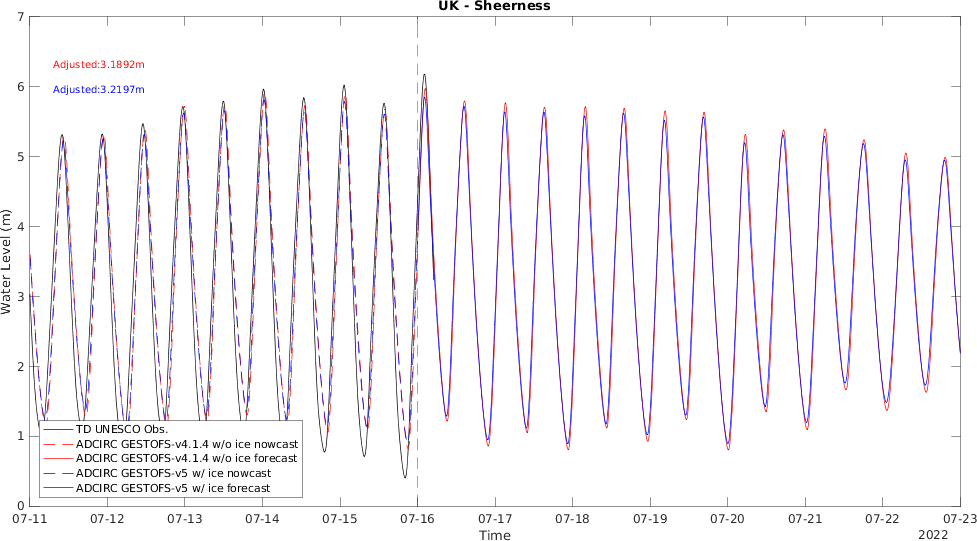 UK - Sheerness
7
6
5
4
3
2
1
0
Water Level (m)
Adjusted:3.1892m
Adjusted:3.2197m
TD UNESCO Obs.
ADCIRC GESTOFS-v4.1.4 w/o ice nowcast
ADCIRC GESTOFS-v4.1.4 w/o ice forecast
ADCIRC GESTOFS-v5 w/ ice nowcast
ADCIRC GESTOFS-v5 w/ ice forecast
07-11 07-12 07-13 07-14 07-15 07-16 07-17 07-18 07-19 07-20 07-21 07-22 07-23
Time
2022